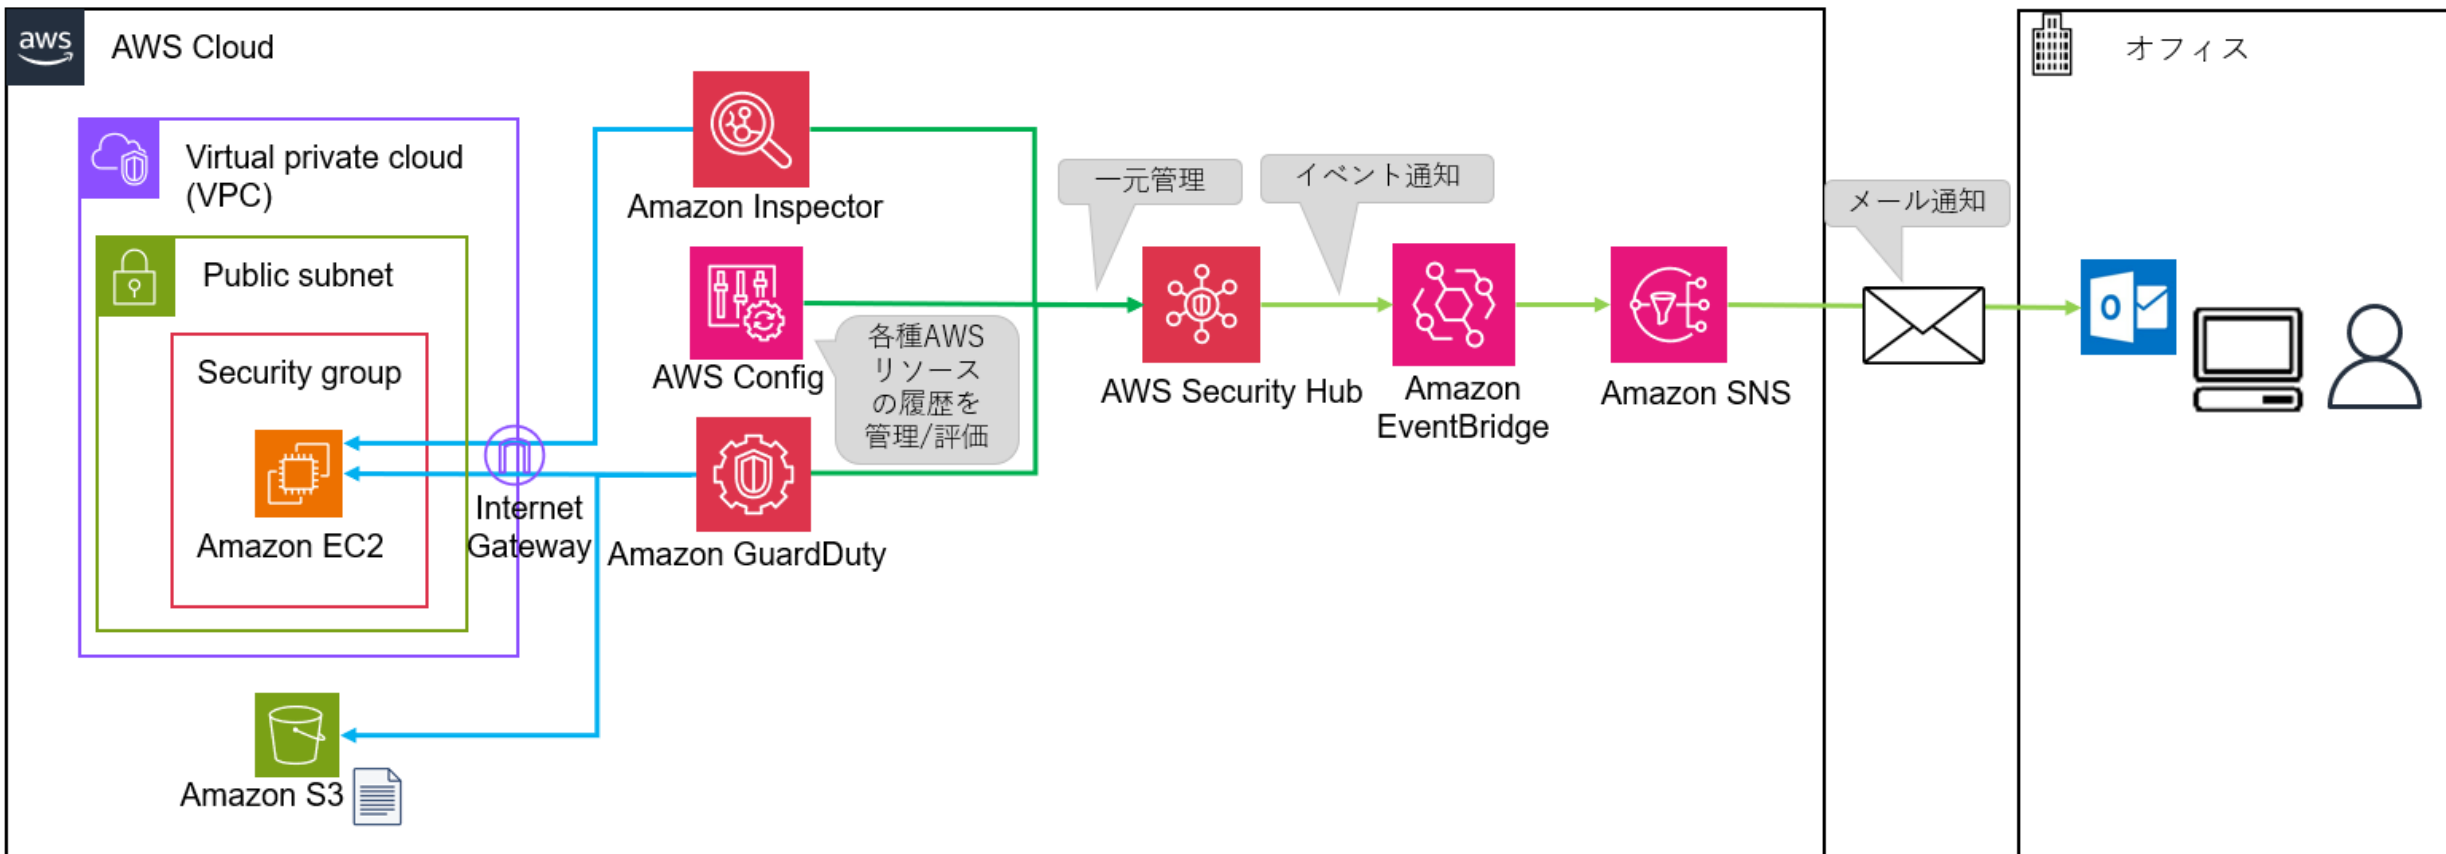 aws
AWS Cloud
オフィス
Virtual private cloud
(VPC)
Amazon Inspector
一元管理
イベント通知
メール通知
Public subnet
Security group
AWS Config
各種AWS
リソース
の履歴を
管理/評価
AWS Security Hub
Amazon
EventBridge
Amazon SNS
Amazon EC2
Internet
Gateway
Amazon GuardDuty
Amazon S3
O